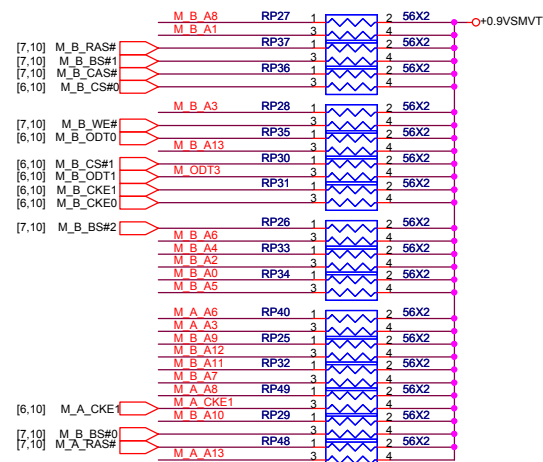 M_B_A8 RP27 1 2 56X2 +0.9VSMVT
M_B_A1 3 4
[7,10] M_B_RAS# RP37 1 2 56X2
[7,10] M_B_BS#1 3 4
[7,10] M_B_CAS# RP36 1 2 56X2
[6,10] M_B_CS#0 3 4
M_B_A3 RP28 1 2 56X2
[7,10] M_B_WE# 3 4
[6,10] M_B_ODT0 RP35 1 2 56X2
M_B_A13 3 4
[6,10] M_B_CS#1 RP30 1 2 56X2
[6,10] M_B_ODT1 M_ODT3 3 4
[6,10] M_B_CKE1 RP31 1 2 56X2
[6,10] M_B_CKE0 3 4
[7,10] M_B_BS#2 RP26 1 2 56X2
M_B_A6 3 4
M_B_A4 RP33 1 2 56X2
M_B_A2 3 4
M_B_A0 RP34 1 2 56X2
M_B_A5 3 4
M_A_A6 RP40 1 2 56X2
M_A_A3 3 4
M_B_A9 RP25 1 2 56X2
M_B_A12 3 4
M_B_A11 RP32 1 2 56X2
M_B_A7 3 4
M_A_A8 RP49 1 2 56X2
[6,10] M_A_CKE1 M_A_CKE1 3 4
M_B_A10 RP29 1 2 56X2
[7,10] M_B_BS#0 3 4
[7,10] M_A_RAS# RP48 1 2 56X2
M_A_A13 3 4